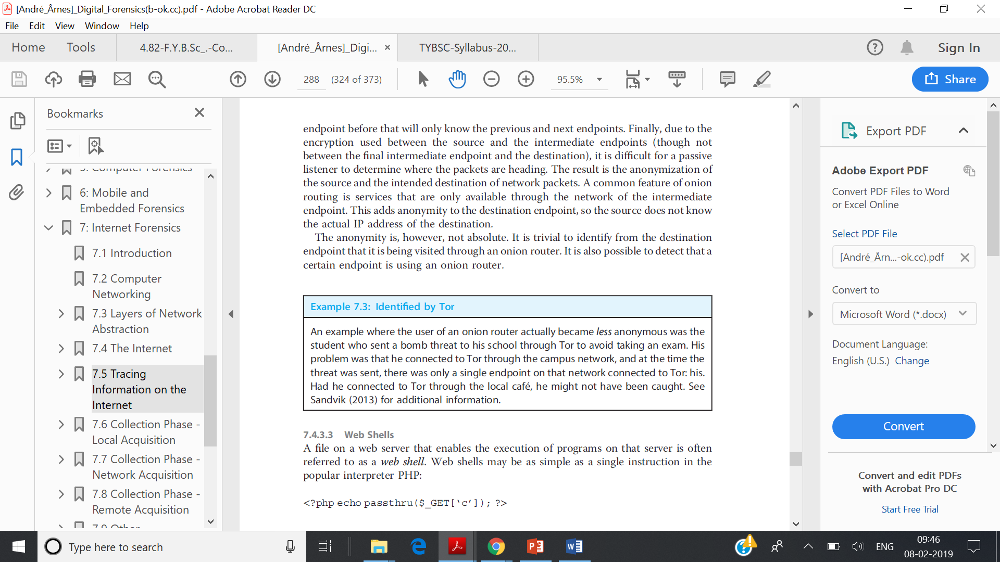 [André_Årnes]_Digital_Forensics(b-ok.cc).pdf - Adobe Acrobat Reader DC
File Edit View Window Help
Home Tools 4.82-F.Y.B.Sc_.-Co... [André_Årnes]_Digi... × TYBSC-Syllabus-20... Sign In
288 (324 of 373) 95.5% Share
Bookmarks
5: Computer Forensics
6: Mobile and
Embedded Forensics
7: Internet Forensics
7.1 Introduction
7.2 Computer
Networking
7.3 Layers of Network
Abstraction
7.4 The Internet
7.5 Tracing
Information on the
Internet
7.6 Collection Phase -
Local Acquisition
7.7 Collection Phase -
Network Acquisition
7.8 Collection Phase -
Remote Acquisition
7.9 Other
endpoint before that will only know the previous and next endpoints. Finally, due to the
encryption used between the source and the intermediate endpoints (though not
between the final intermediate endpoint and the destination), it is difficult for a passive
listener to determine where the packets are heading. The result is the anonymization of
the source and the intended destination of network packets. A common feature of onion
routing is services that are only available through the network of the intermediate
endpoint. This adds anonymity to the destination endpoint, so the source does not know
the actual IP address of the destination.
The anonymity is, however, not absolute. It is trivial to identify from the destination
endpoint that it is being visited through an onion router. It is also possible to detect that a
certain endpoint is using an onion router.
Example 7.3: Identified by Tor
An example where the user of an onion router actually became less anonymous was the
student who sent a bomb threat to his school through Tor to avoid taking an exam. His
problem was that he connected to Tor through the campus network, and at the time the
threat was sent, there was only a single endpoint on that network connected to Tor: his.
Had he connected to Tor through the local café, he might not have been caught. See
Sandvik (2013) for additional information.
7.4.3.3 Web Shells
A file on a web server that enables the execution of programs on that server is often
referred to as a web shell. Web shells may be as simple as a single instruction in the
popular interpreter PHP:
<?php echo passthru($_GET[‘c’]); ?>
Export PDF
Adobe Export PDF
Convert PDF Files to Word
or Excel Online
Select PDF File
[André_Årn...-ok.cc).pdf
Convert to
Microsoft Word (*.docx)
Document Language:
English (U.S.) Change
Convert
Convert and edit PDFs
with Acrobat Pro DC
Start Free Trial
Type here to search
ENG
09:46
08-02-2019